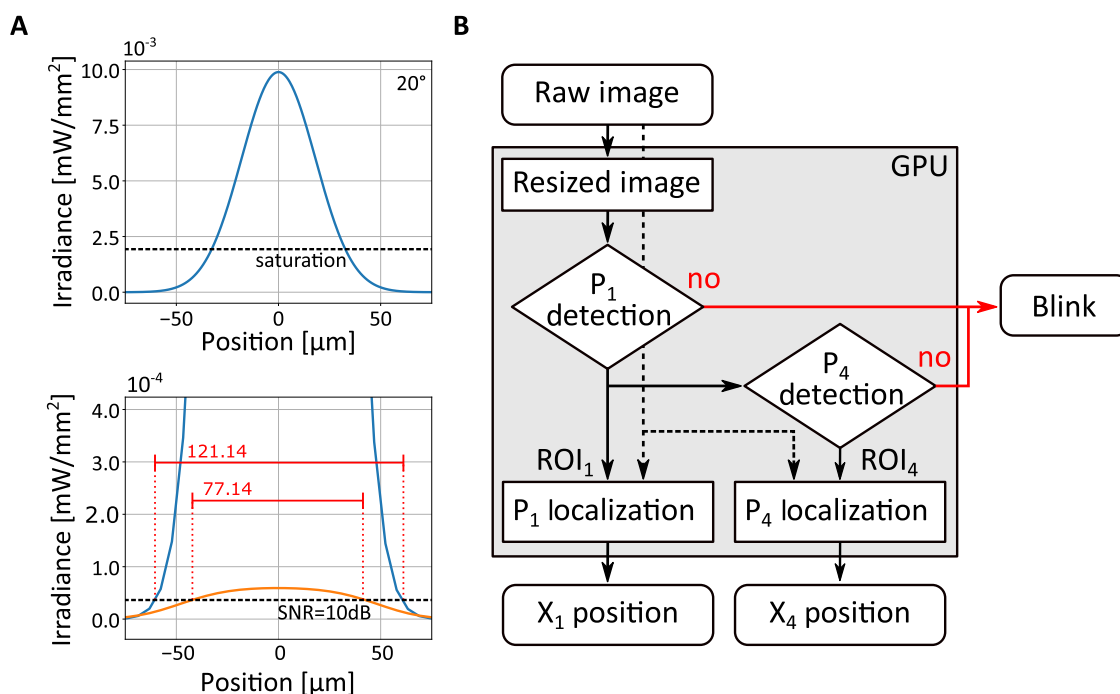 A
10⁻³
Irradiance [mW/mm²]
10.0
7.5
5.0
2.5
0.0
20°
saturation
−50
0
50
Position [µm]
10⁻⁴
Irradiance [mW/mm²]
4.0
3.0
2.0
1.0
0.0
121.14
77.14
SNR=10dB
−50
0
50
Position [µm]
B
Raw image
GPU
Resized image
P₁
detection
no
Blink
P₄
detection
no
ROI₁
ROI₄
P₁ localization
P₄ localization
X₁ position
X₄ position